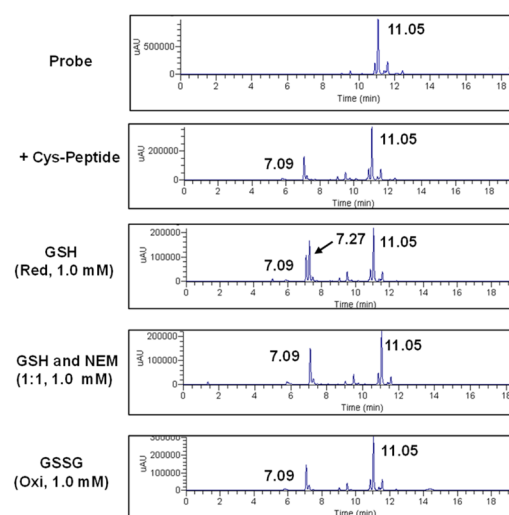 Probe
11.05
uAU
500000
0
0 2 4 6 8 10 12 14 16 18
Time (min)
+ Cys-Peptide
7.09
11.05
uAU
200000
0
0 2 4 6 8 10 12 14 16 18
Time (min)
GSH
(Red, 1.0 mM)
7.09
7.27
11.05
uAU
200000
100000
0
0 2 4 6 8 10 12 14 16 18
Time (min)
GSH and NEM
(1:1, 1.0 mM)
7.09
11.05
uAU
200000
100000
0
0 2 4 6 8 10 12 14 16 18
Time (min)
GSSG
(Oxi, 1.0 mM)
7.09
11.05
uAU
300000
200000
100000
0
0 2 4 6 8 10 12 14 16 18
Time (min)